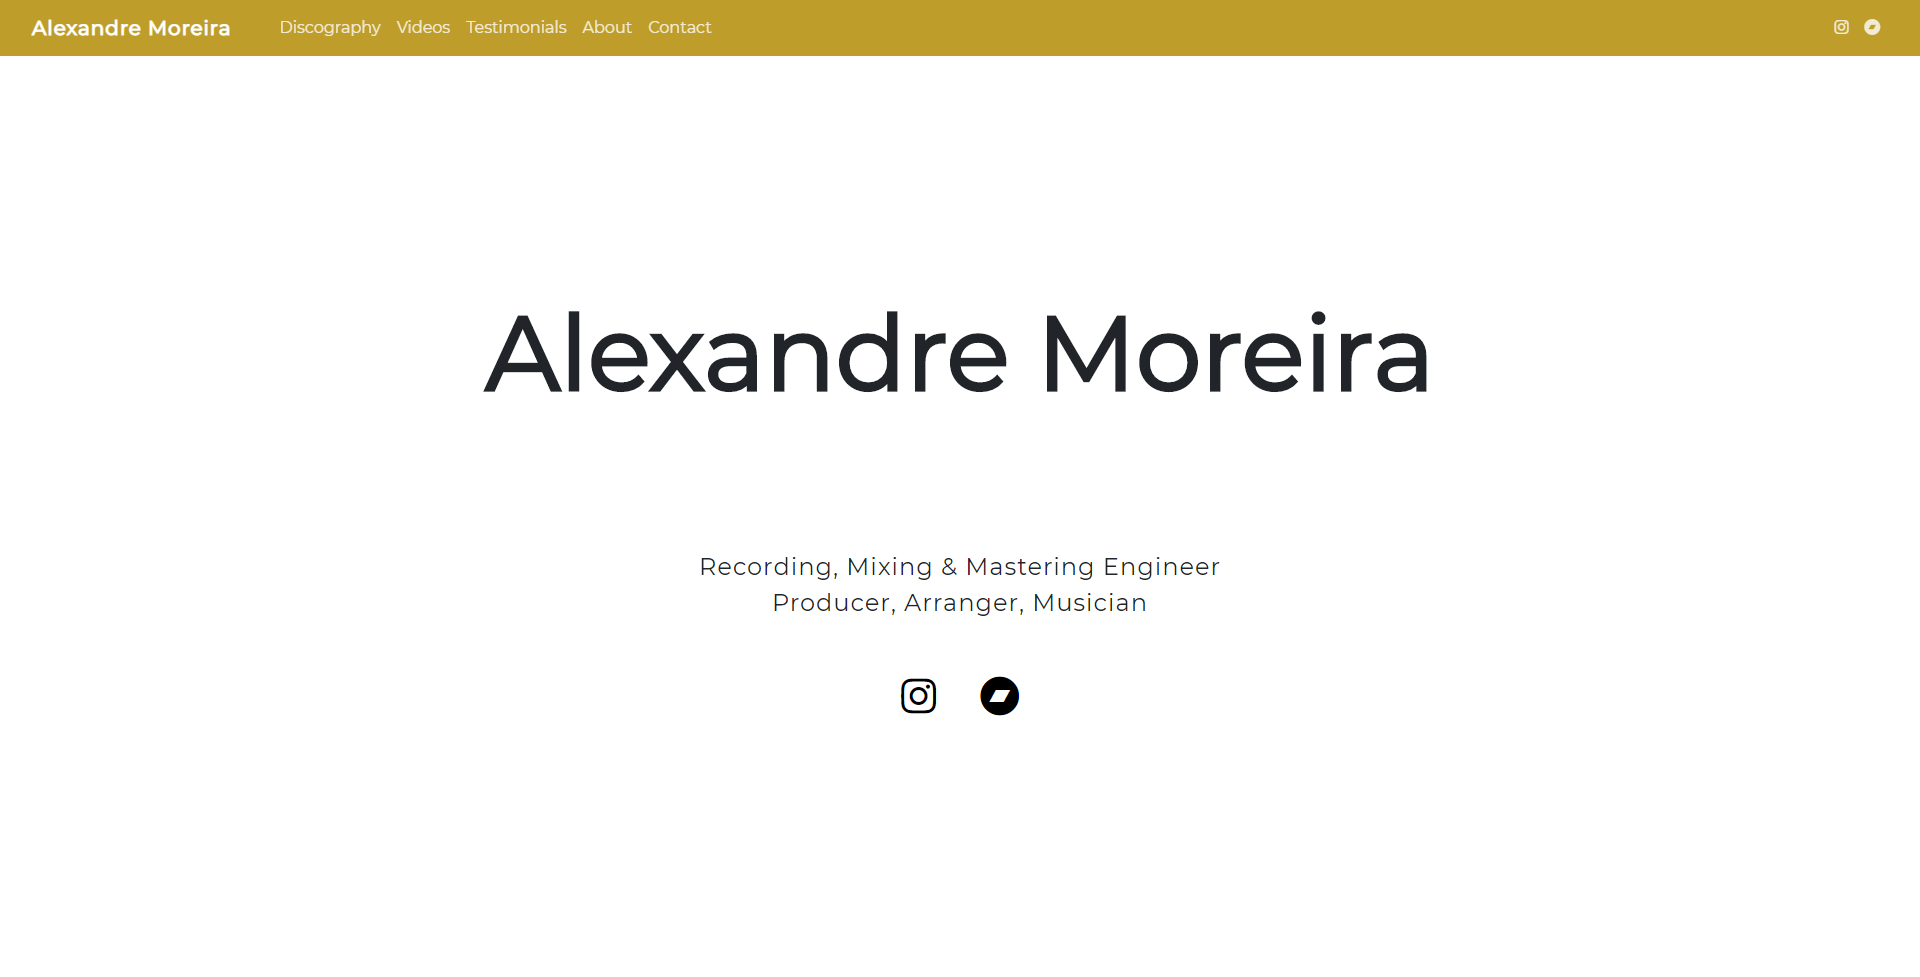 Alexandre Moreira
Discography Videos Testimonials About Contact
Alexandre Moreira
Recording, Mixing & Mastering Engineer
Producer, Arranger, Musician